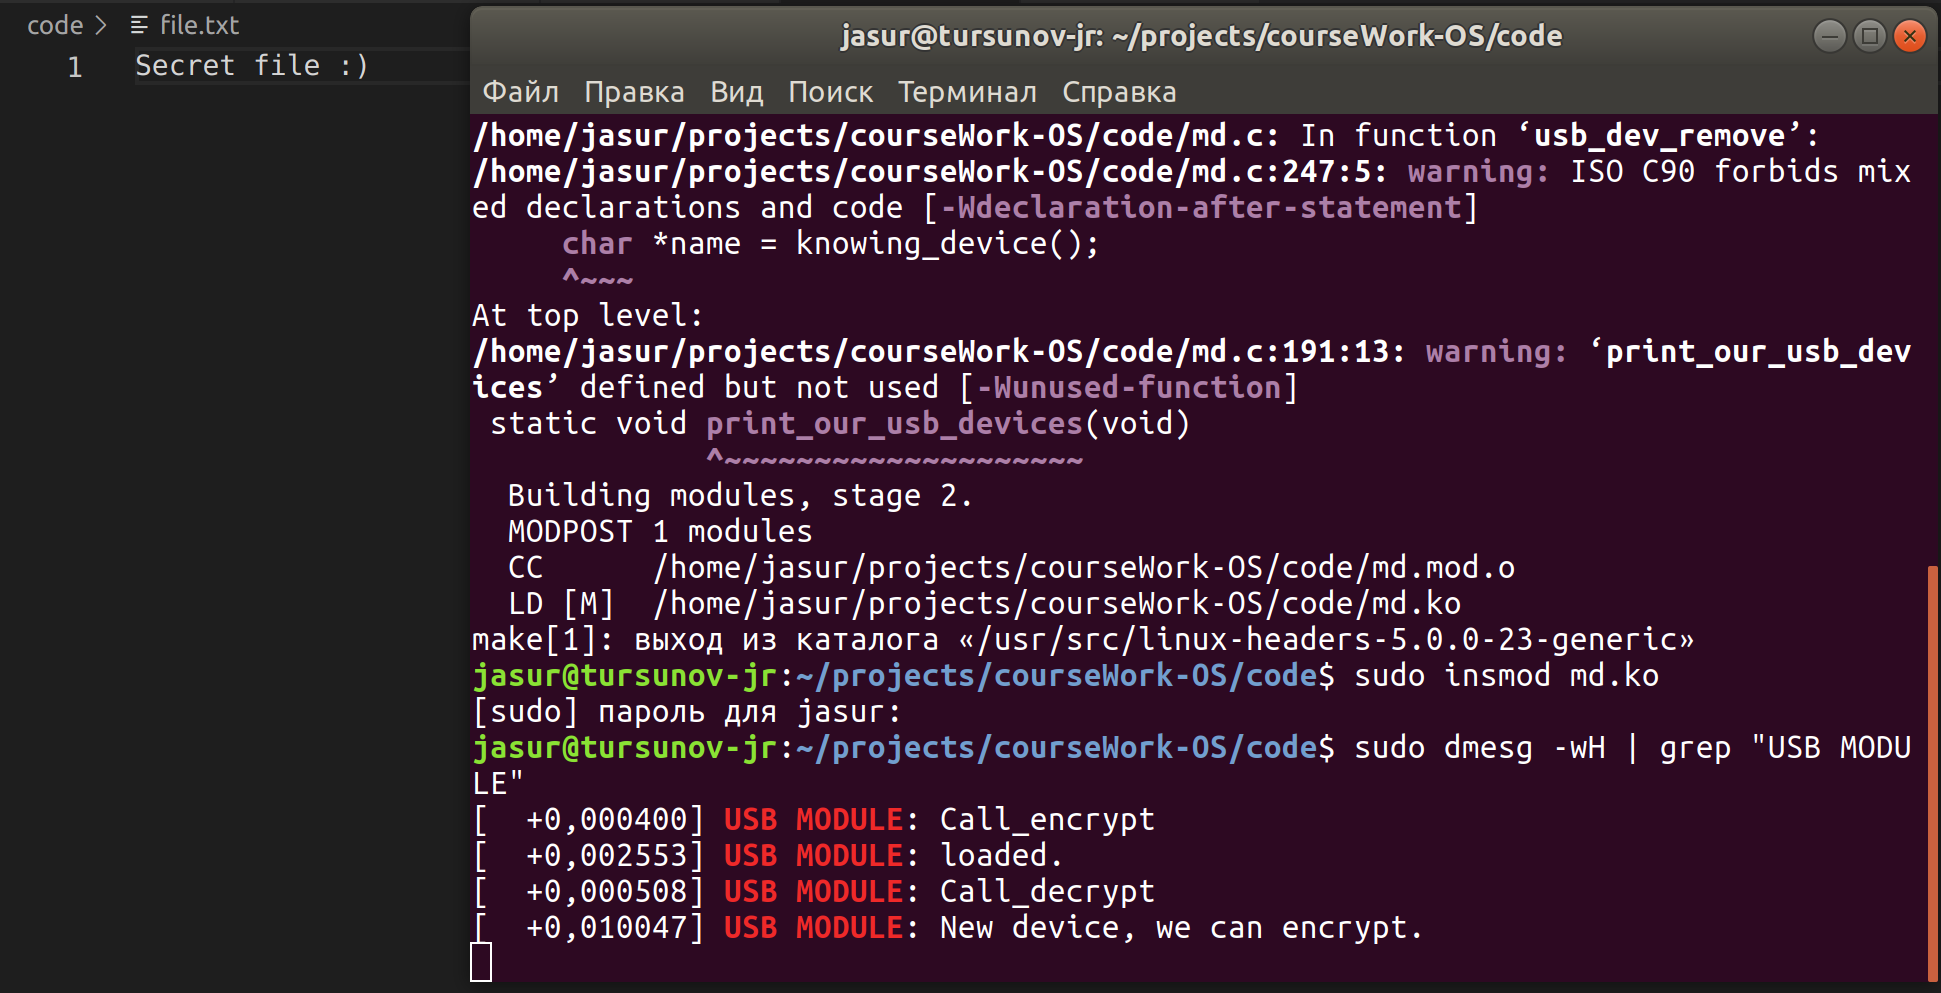 code > file.txt
1 Secret file :)
jasur@tursunov-jr: ~/projects/courseWork-OS/code
Файл Правка Вид Поиск Терминал Справка
/home/jasur/projects/courseWork-OS/code/md.c: In function ‘usb_dev_remove’:
/home/jasur/projects/courseWork-OS/code/md.c:247:5: warning: ISO C90 forbids mix
ed declarations and code [-Wdeclaration-after-statement]
     char *name = knowing_device();
     ^~~~
At top level:
/home/jasur/projects/courseWork-OS/code/md.c:191:13: warning: ‘print_our_usb_dev
ices’ defined but not used [-Wunused-function]
 static void print_our_usb_devices(void)
             ^~~~~~~~~~~~~~~~~~~~~
  Building modules, stage 2.
  MODPOST 1 modules
  CC      /home/jasur/projects/courseWork-OS/code/md.mod.o
  LD [M]  /home/jasur/projects/courseWork-OS/code/md.ko
make[1]: выход из каталога «/usr/src/linux-headers-5.0.0-23-generic»
jasur@tursunov-jr:~/projects/courseWork-OS/code$ sudo insmod md.ko
[sudo] пароль для jasur:
jasur@tursunov-jr:~/projects/courseWork-OS/code$ sudo dmesg -wH | grep "USB MODU
LE"
[  +0,000400] USB MODULE: Call_encrypt
[  +0,002553] USB MODULE: loaded.
[  +0,000508] USB MODULE: Call_decrypt
[  +0,010047] USB MODULE: New device, we can encrypt.